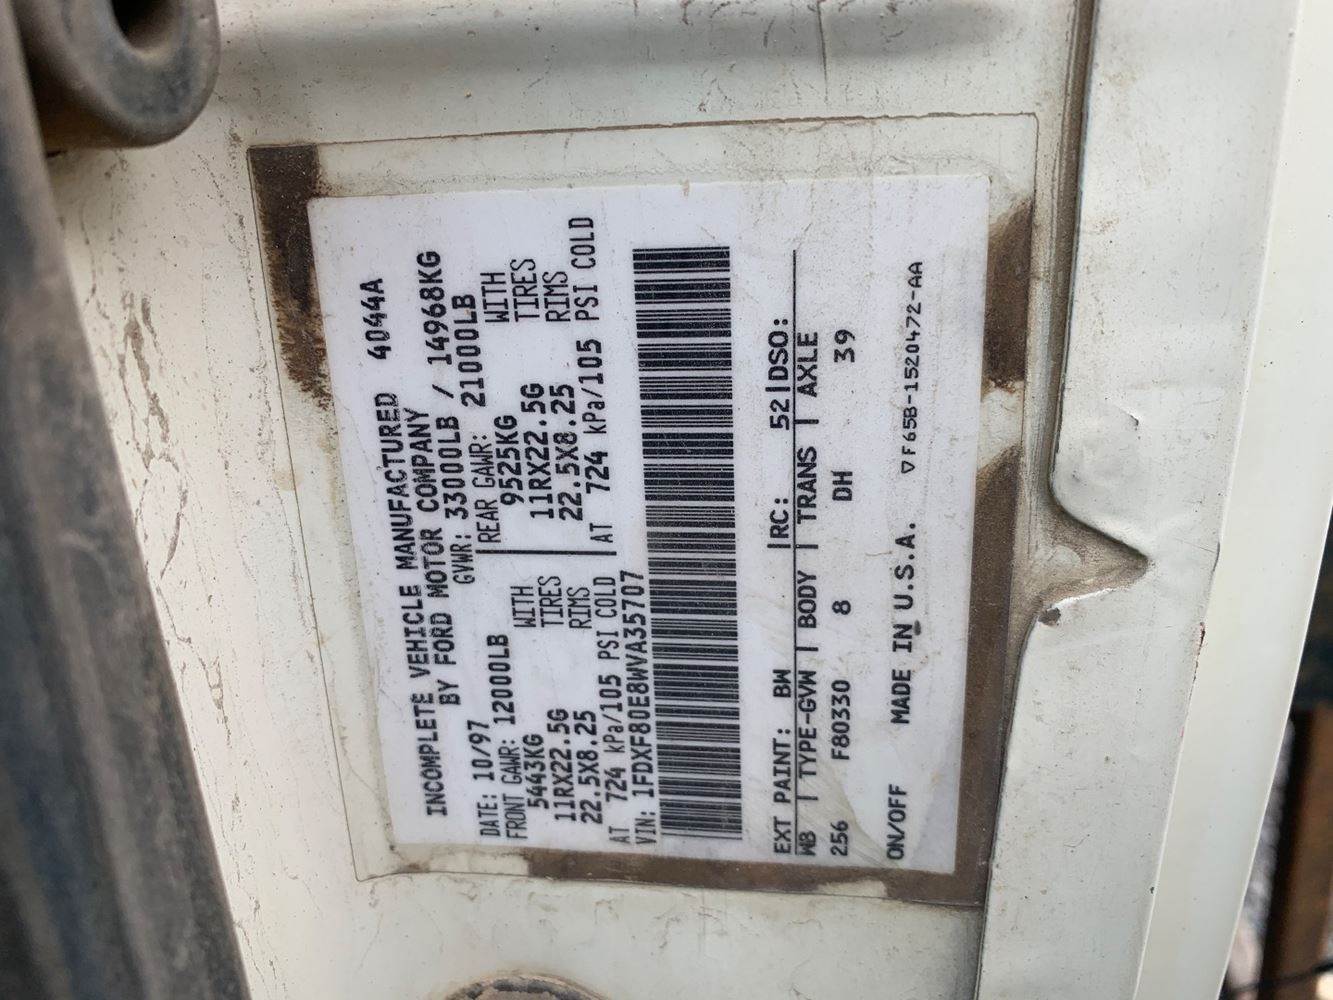 INCOMPLETE VEHICLE MANUFACTURED 4044A
BY FORD MOTOR COMPANY
DATE: 10/97 GVWR: 33000LB / 14968KG
FRONT GAWR: 12000LB REAR GAWR: 21000LB
5443KG WITH 9525KG WITH
11RX22.5G TIRES 11RX22.5G TIRES
22.5X8.25 RIMS 22.5X8.25 RIMS
AT 724 kPa/105 PSI COLD AT 724 kPa/105 PSI COLD
VIN: 1FDXF80E8WVA35707
EXT PAINT: BW RC: 52 DSO:
WB | TYPE-GVW | BODY | TRANS | AXLE
256 F80330 8 DH 39
ON/OFF MADE IN U.S.A. ▽F65B-1520472-AA